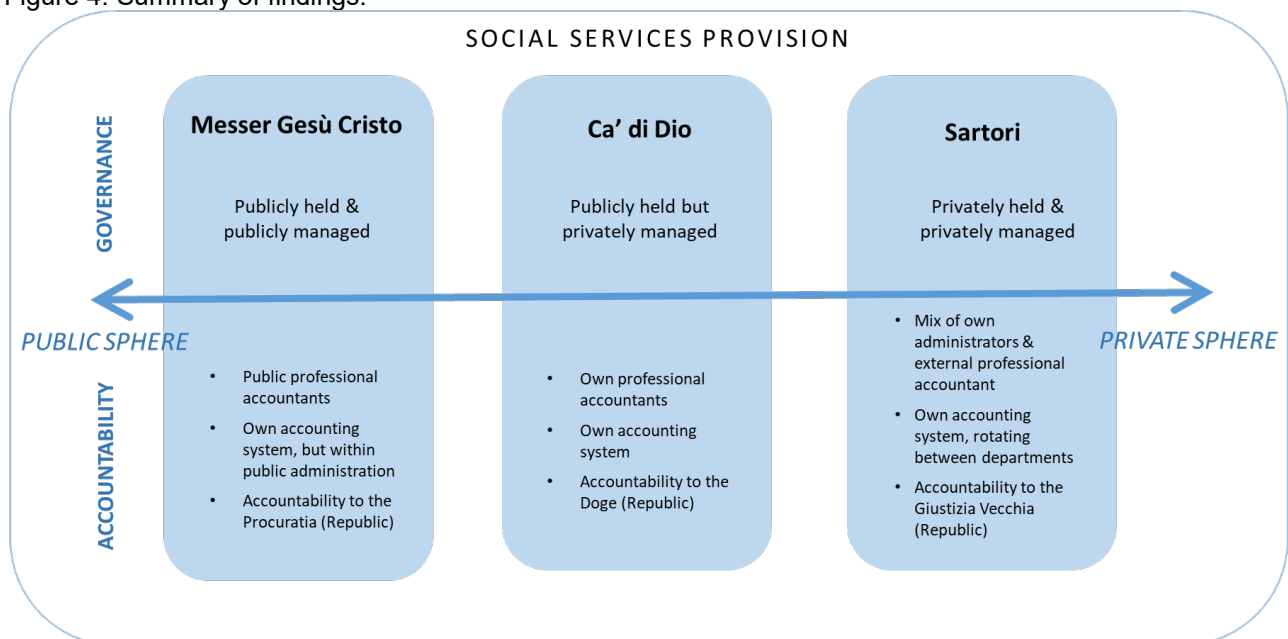 Figure 4. Summary of findings.
SOCIAL SERVICES PROVISION
GOVERNANCE
Messer Gesù Cristo
Publicly held &
publicly managed
Ca' di Dio
Publicly held but
privately managed
Sartori
Privately held &
privately managed
PUBLIC SPHERE
PRIVATE SPHERE
ACCOUNTABILITY
• Public professional
accountants
• Own accounting
system, but within
public administration
• Accountability to the
Procuratia (Republic)
• Own professional
accountants
• Own accounting
system
• Accountability to the
Doge (Republic)
• Mix of own
administrators &
external professional
accountant
• Own accounting
system, rotating
between departments
• Accountability to the
Giustizia Vecchia
(Republic)